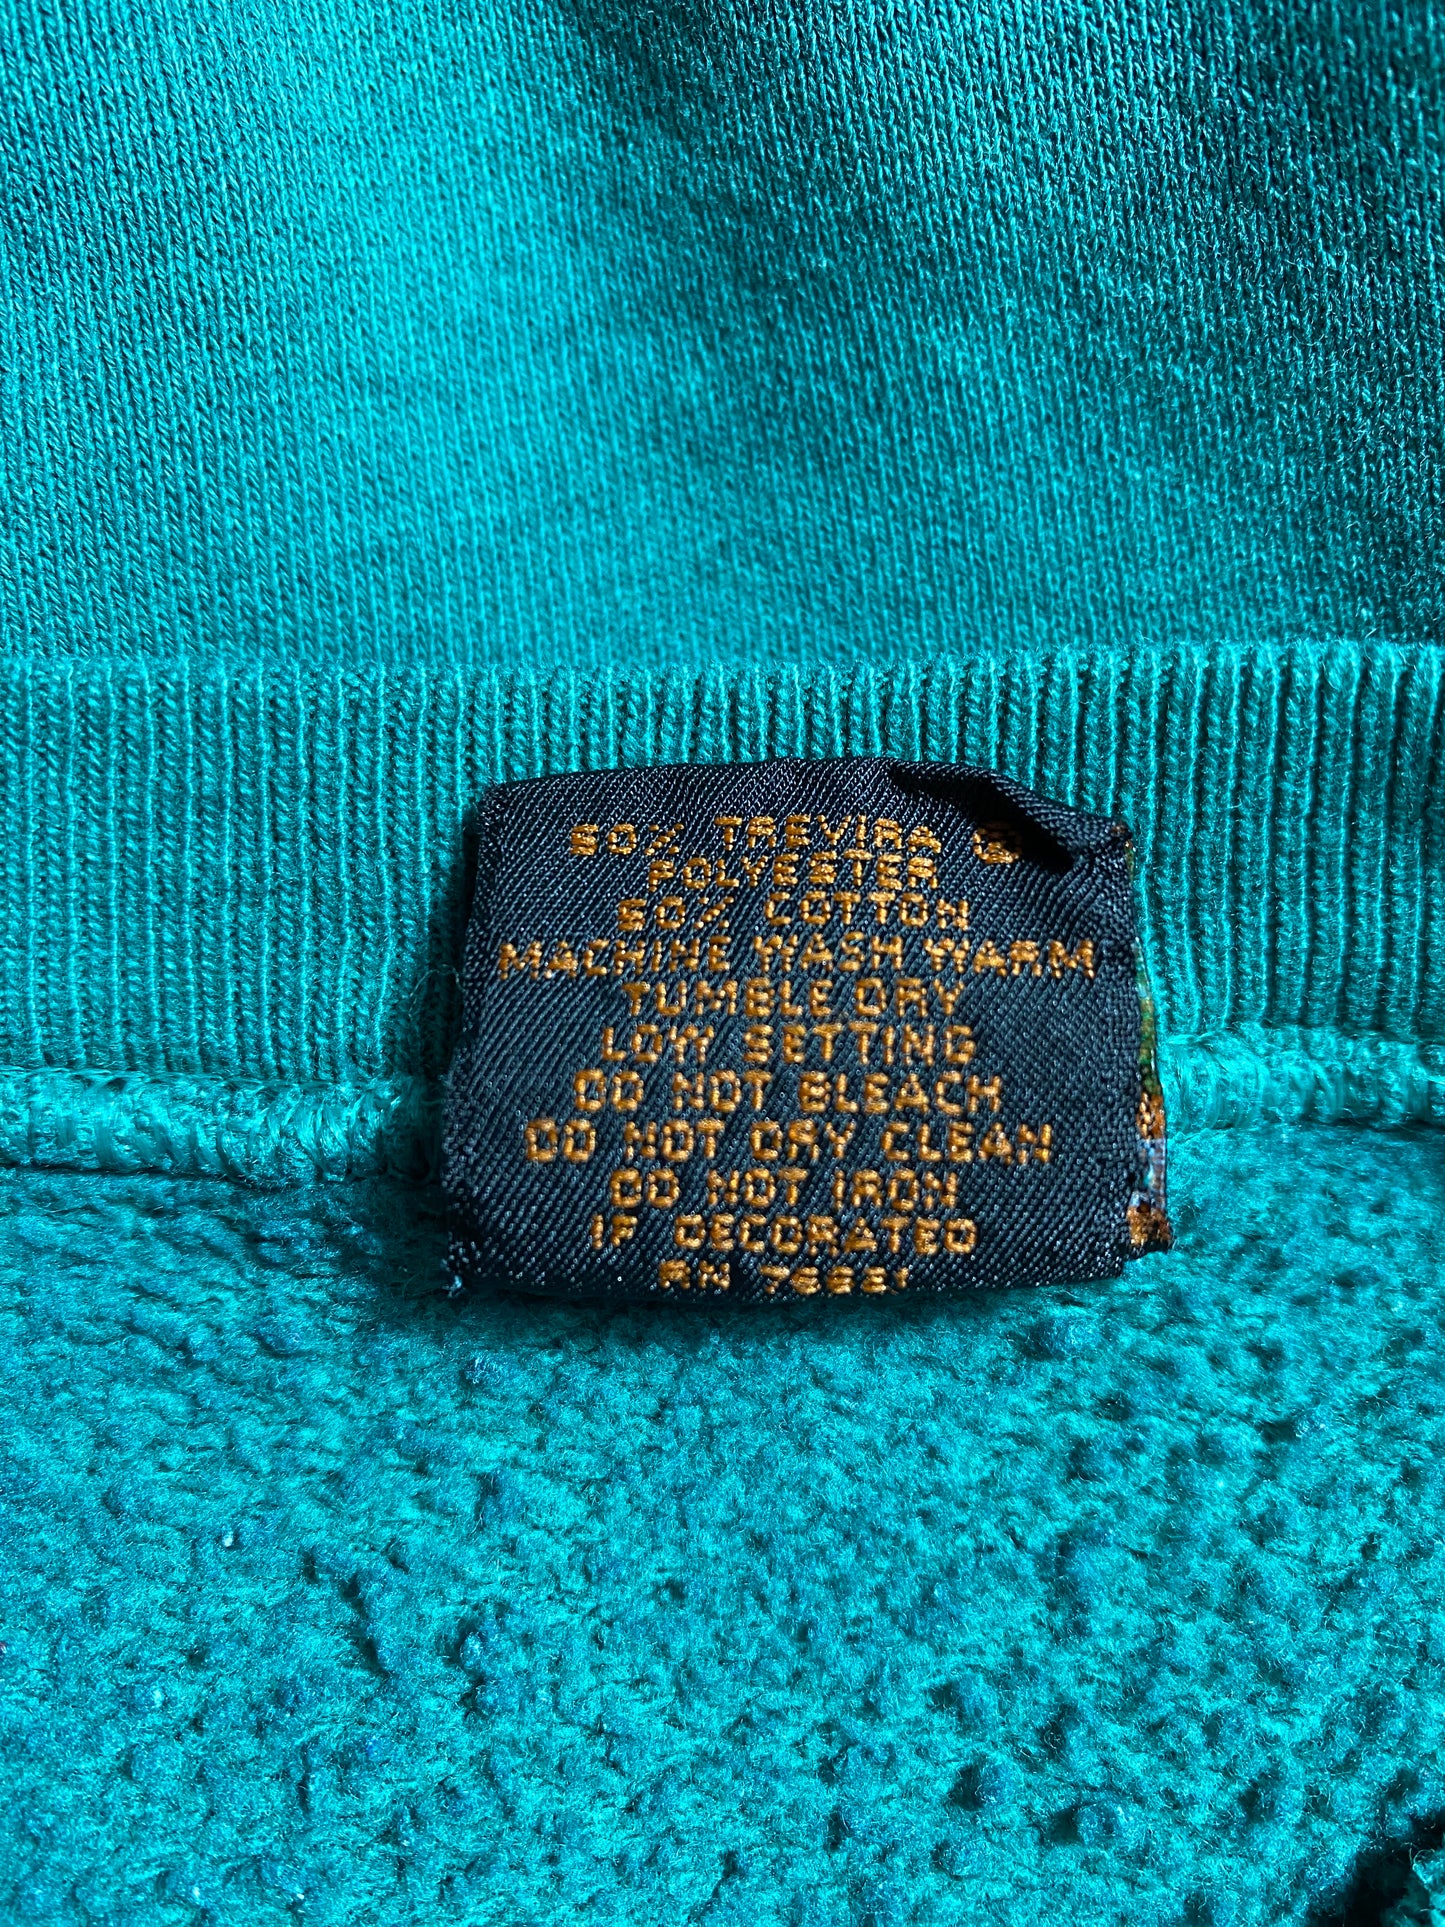 50% TREVIRA ®
POLYESTER
50% COTTON
MACHINE WASH WARM
TUMBLE DRY
LOW SETTING
DO NOT BLEACH
DO NOT DRY CLEAN
DO NOT IRON
IF DECORATED
RN